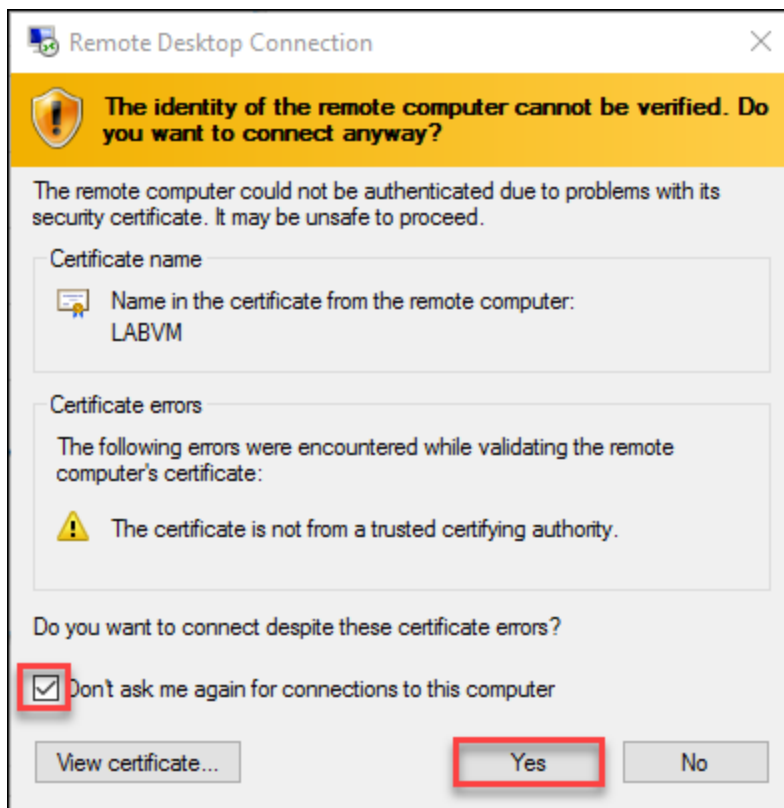 Remote Desktop Connection
The identity of the remote computer cannot be verified. Do
you want to connect anyway?
The remote computer could not be authenticated due to problems with its
security certificate. It may be unsafe to proceed.
Certificate name
Name in the certificate from the remote computer:
LABVM
Certificate errors
The following errors were encountered while validating the remote
computer's certificate:
The certificate is not from a trusted certifying authority.
Do you want to connect despite these certificate errors?
Don't ask me again for connections to this computer
View certificate... Yes No